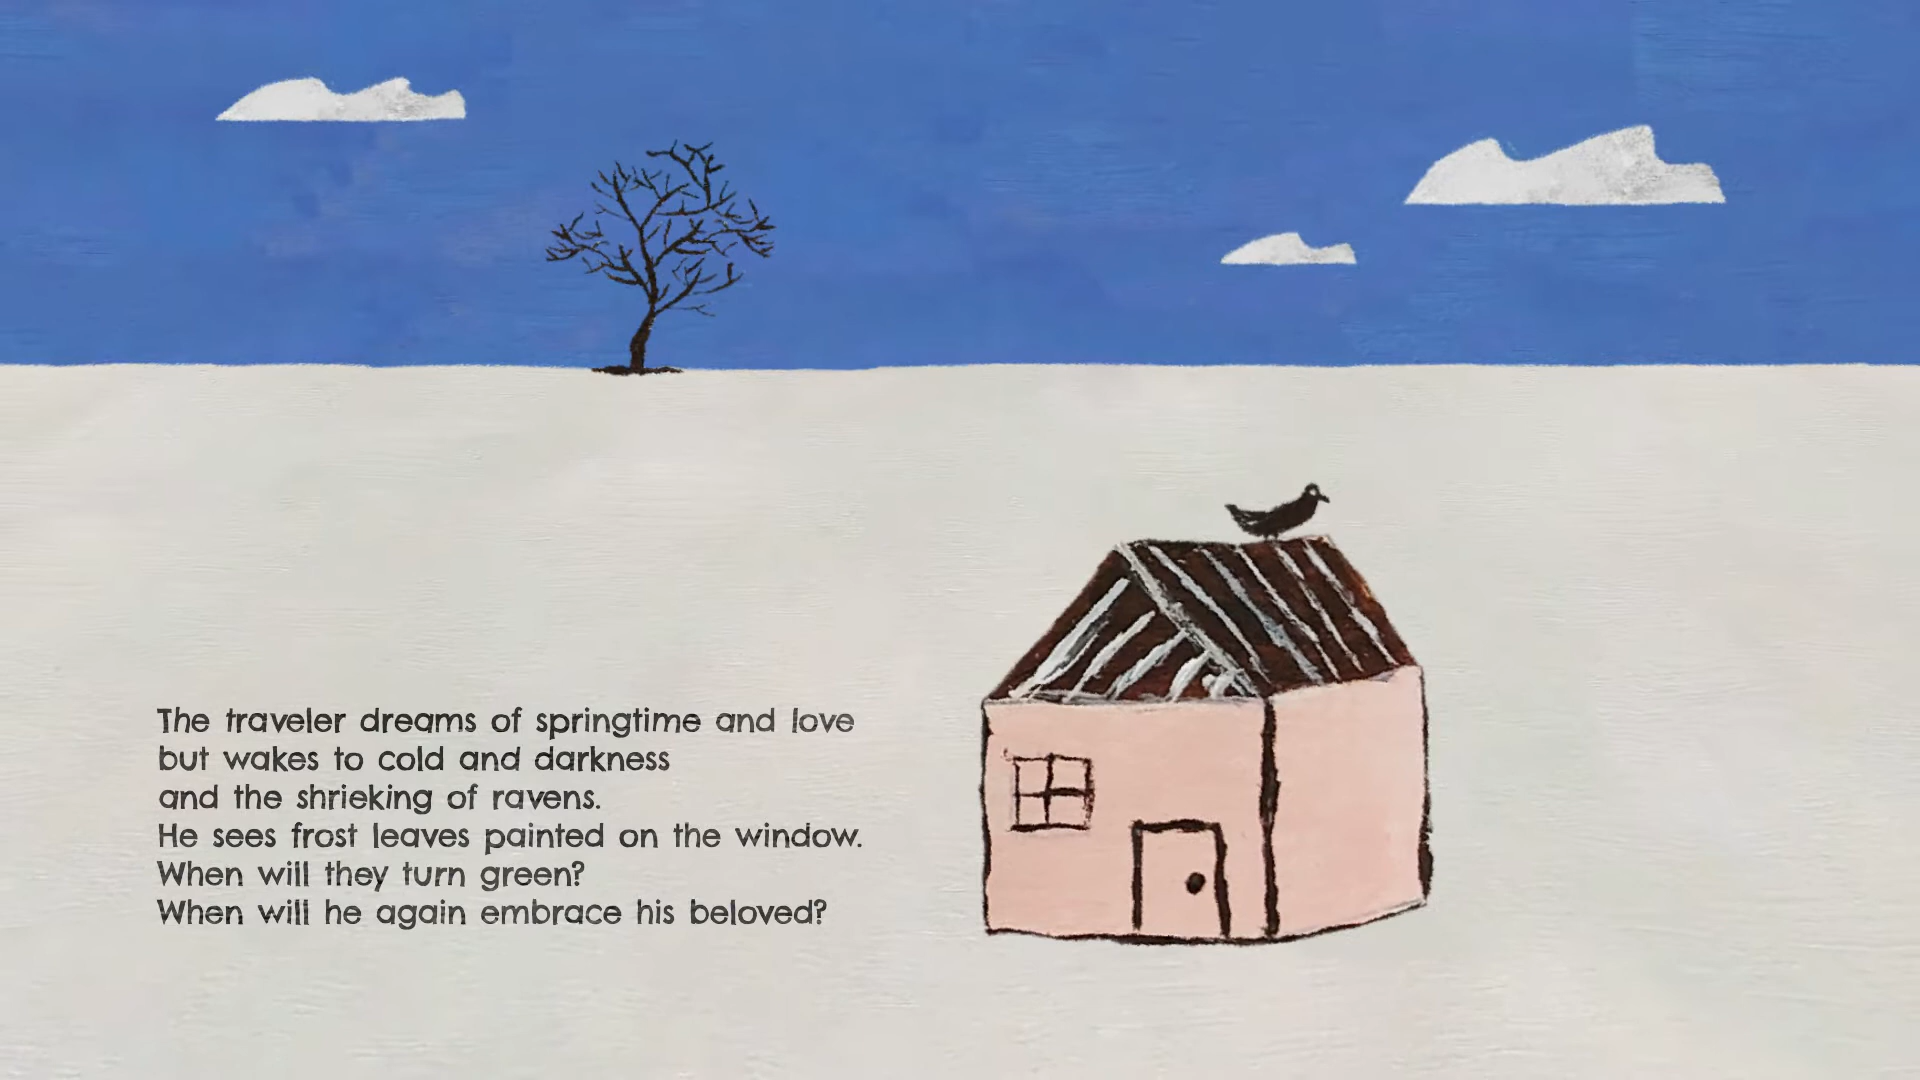 The traveler dreams of springtime and love
but wakes to cold and darkness
and the shrieking of ravens.
He sees frost leaves painted on the window.
When will they turn green?
When will he again embrace his beloved?